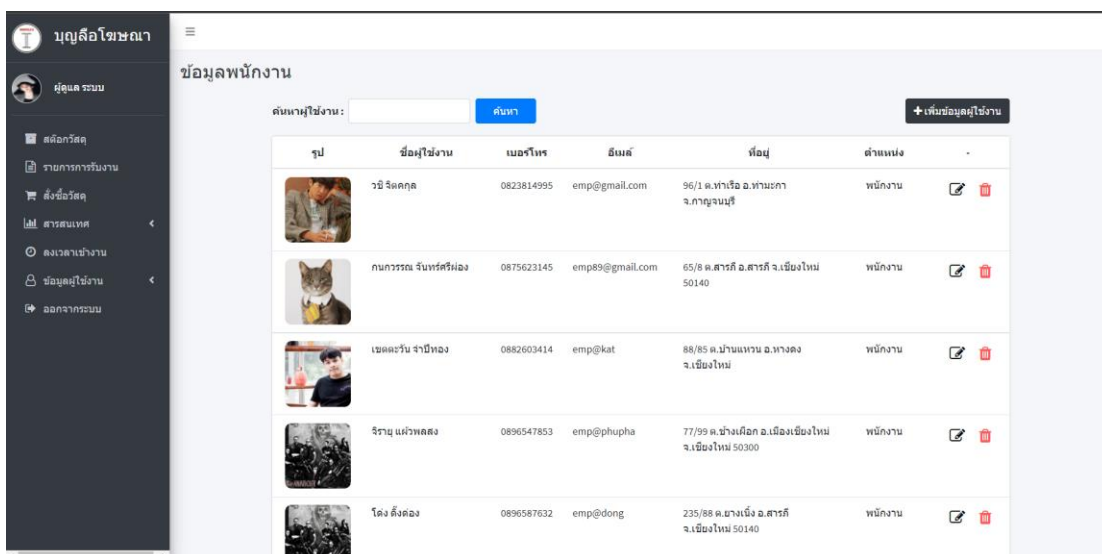 บุญลือโฆษณา
ผู้ดูแล ระบบ
สต๊อกวัสดุ
รายการการรับงาน
สั่งซื้อวัสดุ
สารสนเทศ
ลงเวลาเข้างาน
ข้อมูลผู้ใช้งาน
ออกจากระบบ
ข้อมูลพนักงาน
ค้นหาผู้ใช้งาน :
ค้นหา
+เพิ่มข้อมูลผู้ใช้งาน
รูป ชื่อผู้ใช้งาน เบอร์โทร อีเมล์ ที่อยู่ ตำแหน่ง -
วชิ จิตคกุล 0823814995 emp@gmail.com 96/1 ต.ท่าเรือ อ.ท่ามะกา พนักงาน
จ.กาญจนบุรี
กนกวรรณ จันทร์ศรีผ่อง 0875623145 emp89@gmail.com 65/8 ต.สารภี อ.สารภี จ.เชียงใหม่ พนักงาน
50140
เขตตะวัน จำปีทอง 0882603414 emp@kat 88/85 ต.บ้านแหวน อ.หางดง พนักงาน
จ.เชียงใหม่
จิรายุ แผ่วพลสง 0896547853 emp@phupha 77/99 ต.ช้างเผือก อ.เมืองเชียงใหม่ พนักงาน
จ.เชียงใหม่ 50300
โด่ง ดิ้งด่อง 0896587632 emp@dong 235/88 ต.ยางเนิ้ง อ.สารภี พนักงาน
จ.เชียงใหม่ 50140